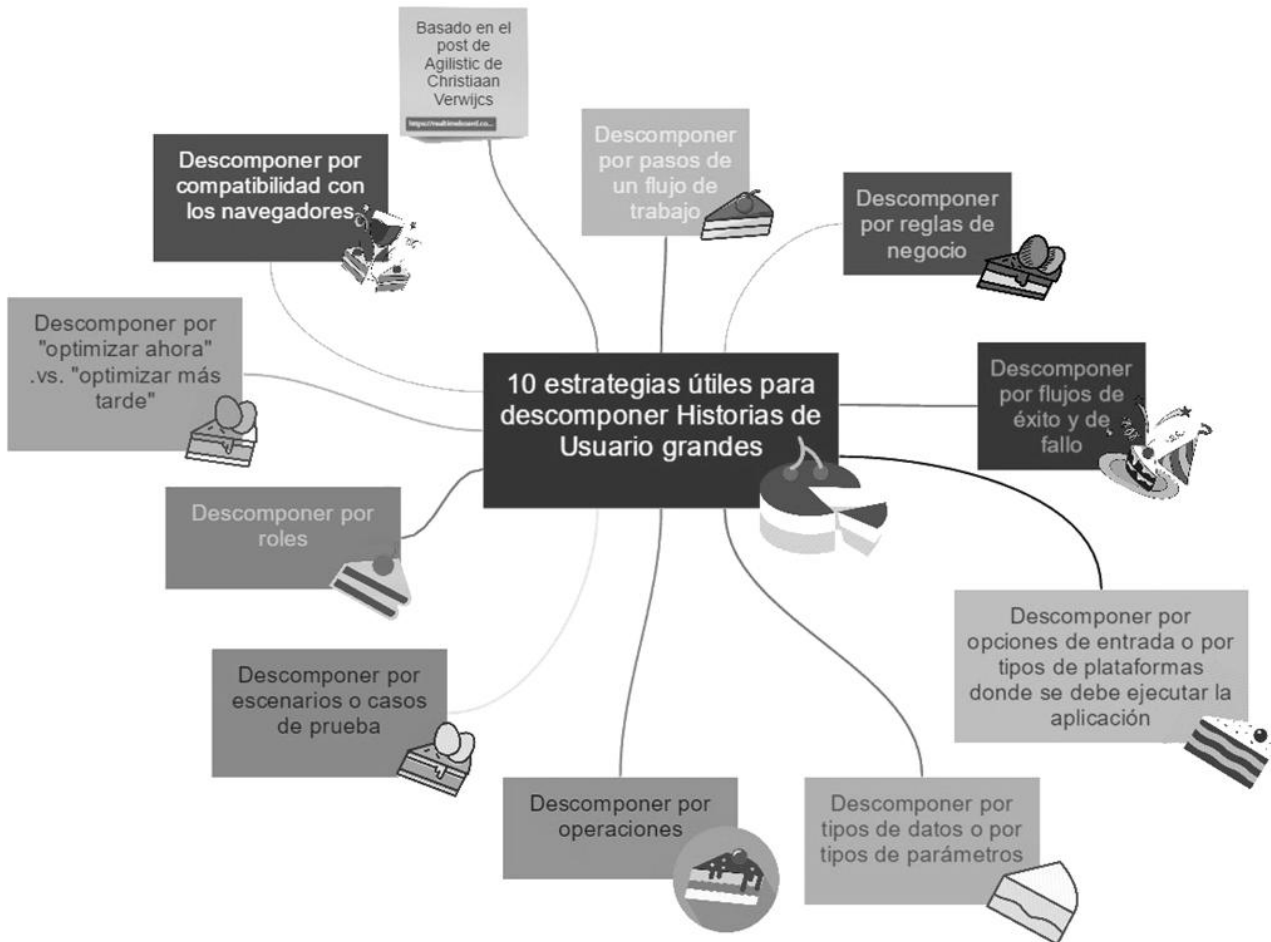 Basado en el
post de
Agilistic de
Christiaan
Verwijcs
https://realtimeboard.co...
Descomponer
por pasos de
un flujo de
trabajo
Descomponer por
compatibilidad con
los navegadores
Descomponer
por reglas de
negocio
Descomponer por
"optimizar ahora"
.vs. "optimizar más
tarde"
10 estrategias útiles para
descomponer Historias de
Usuario grandes
Descomponer
por flujos de
éxito y de
fallo
Descomponer por
roles
Descomponer por
opciones de entrada o por
tipos de plataformas
donde se debe ejecutar la
aplicación
Descomponer por
escenarios o casos
de prueba
Descomponer por
operaciones
Descomponer por
tipos de datos o por
tipos de parámetros